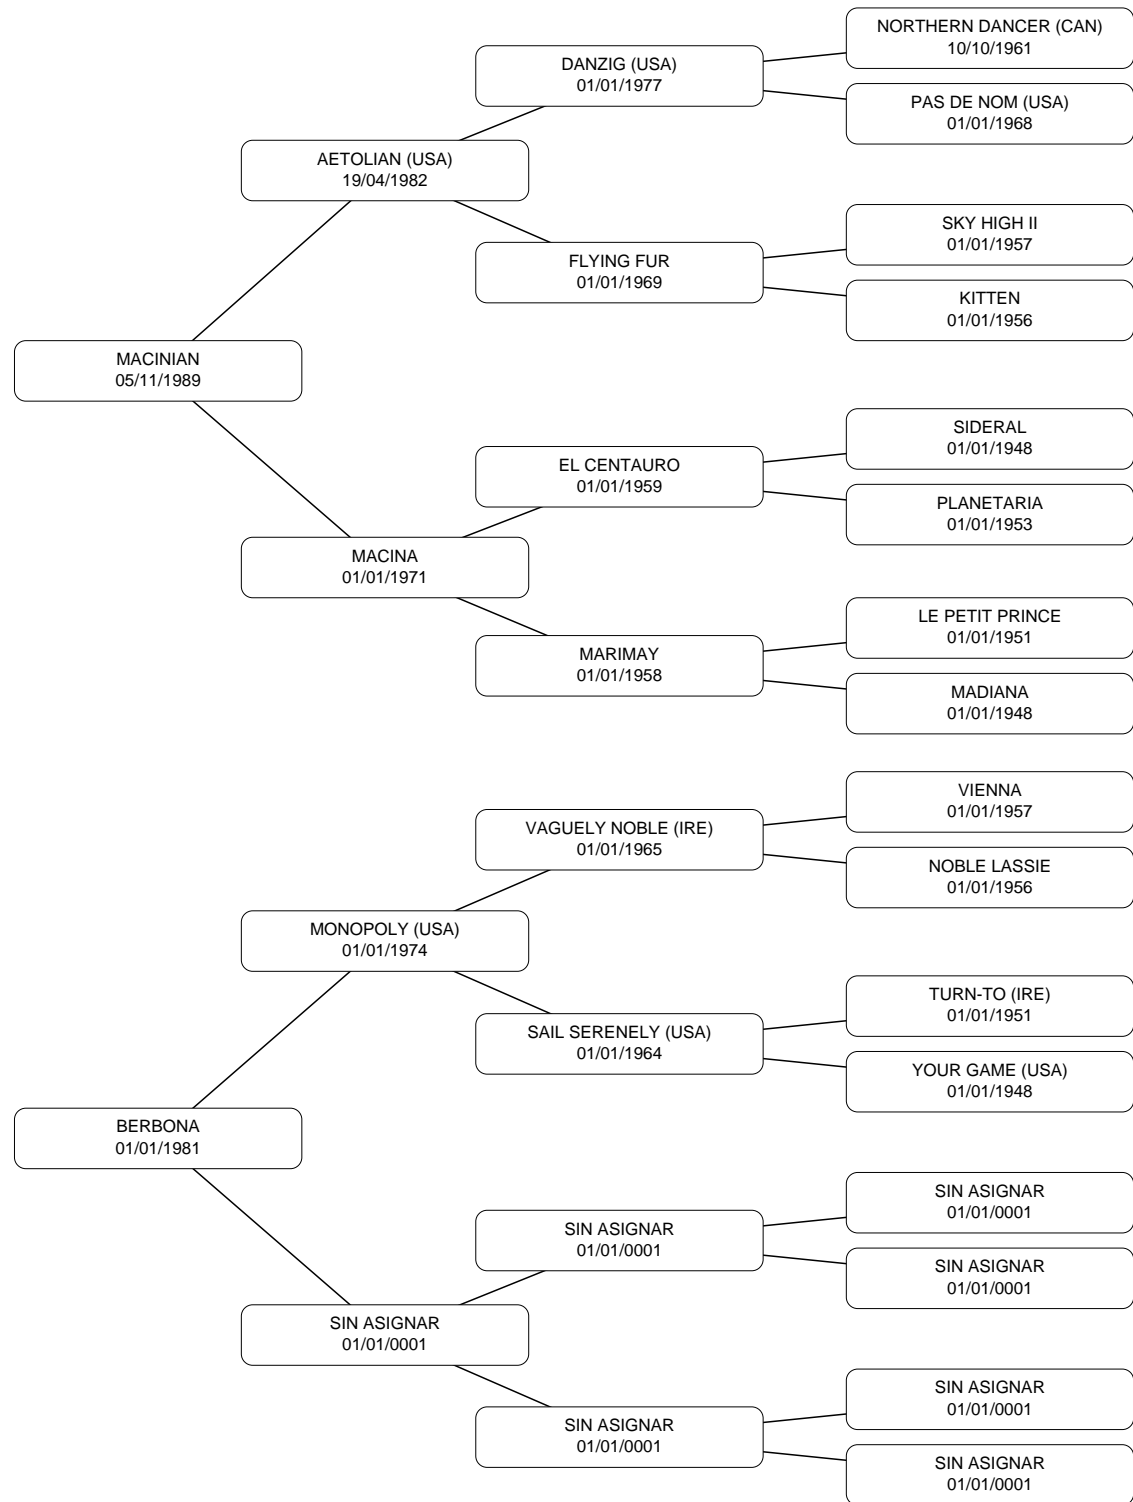 NORTHERN DANCER (CAN)
10/10/1961
DANZIG (USA)
01/01/1977
PAS DE NOM (USA)
01/01/1968
AETOLIAN (USA)
19/04/1982
SKY HIGH II
01/01/1957
FLYING FUR
01/01/1969
KITTEN
01/01/1956
MACINIAN
05/11/1989
SIDERAL
01/01/1948
EL CENTAURO
01/01/1959
PLANETARIA
01/01/1953
MACINA
01/01/1971
LE PETIT PRINCE
01/01/1951
MARIMAY
01/01/1958
MADIANA
01/01/1948
VIENNA
01/01/1957
VAGUELY NOBLE (IRE)
01/01/1965
NOBLE LASSIE
01/01/1956
MONOPOLY (USA)
01/01/1974
TURN-TO (IRE)
01/01/1951
SAIL SERENELY (USA)
01/01/1964
YOUR GAME (USA)
01/01/1948
BERBONA
01/01/1981
SIN ASIGNAR
01/01/0001
SIN ASIGNAR
01/01/0001
SIN ASIGNAR
01/01/0001
SIN ASIGNAR
01/01/0001
SIN ASIGNAR
01/01/0001
SIN ASIGNAR
01/01/0001
SIN ASIGNAR
01/01/0001